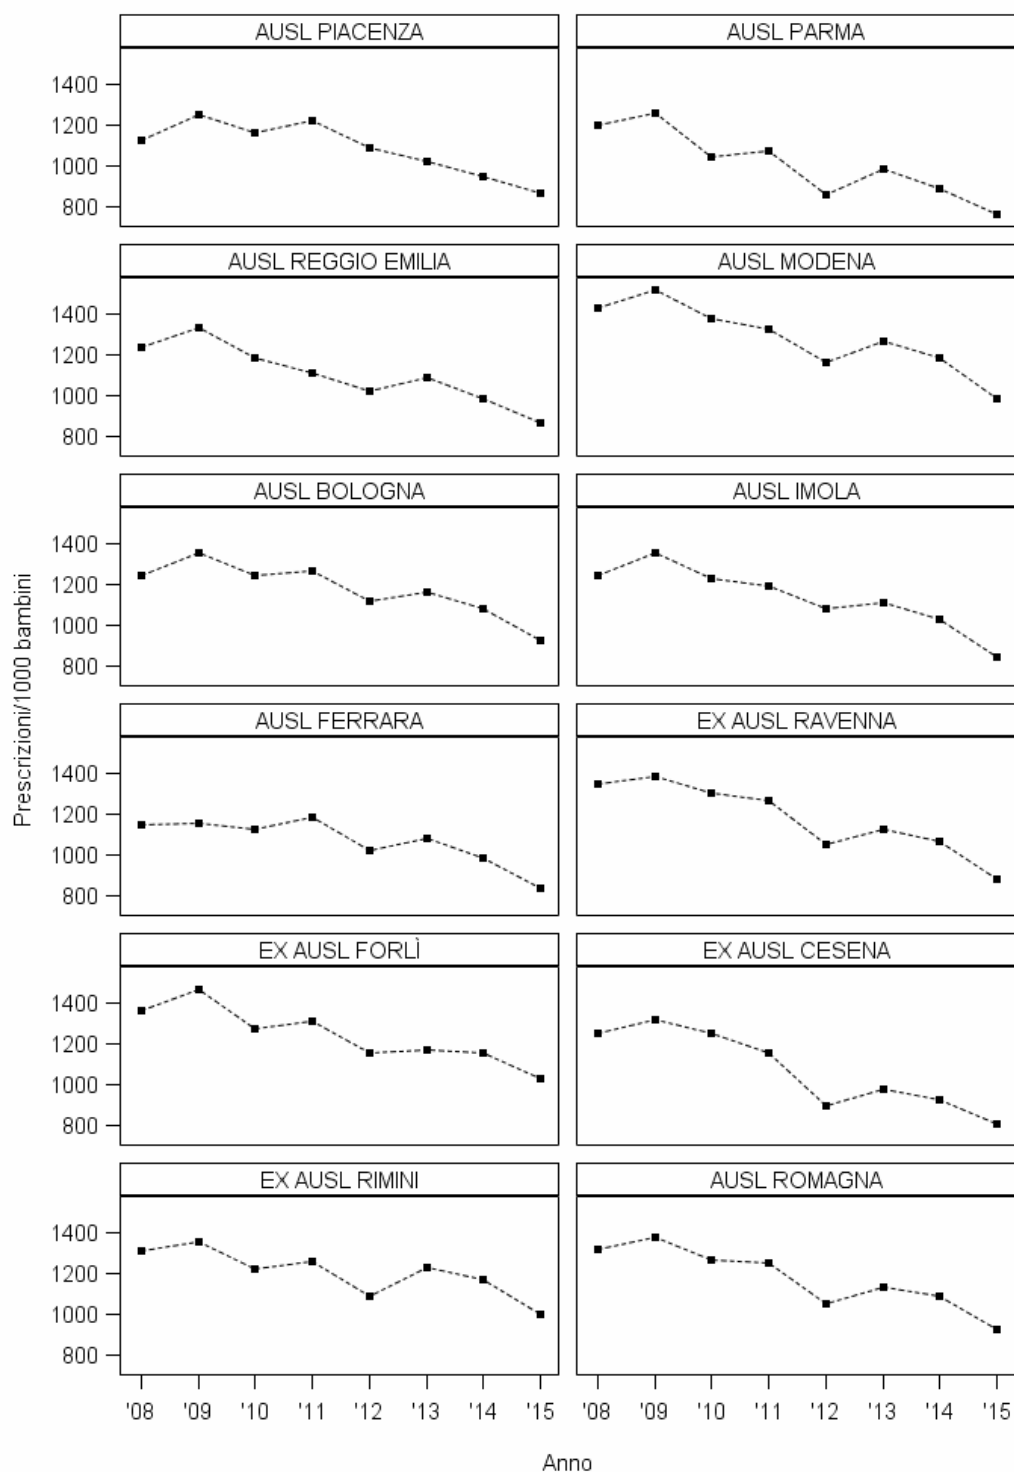 AUSL PIACENZA
AUSL PARMA
1400
1200
1000
800
AUSL REGGIO EMILIA
AUSL MODENA
1400
1200
1000
800
AUSL BOLOGNA
AUSL IMOLA
1400
1200
1000
800
Prescrizioni/1000 bambini
AUSL FERRARA
EX AUSL RAVENNA
1400
1200
1000
800
EX AUSL FORLÌ
EX AUSL CESENA
1400
1200
1000
800
EX AUSL RIMINI
AUSL ROMAGNA
1400
1200
1000
800
'08 '09 '10 '11 '12 '13 '14 '15 '08 '09 '10 '11 '12 '13 '14 '15
Anno